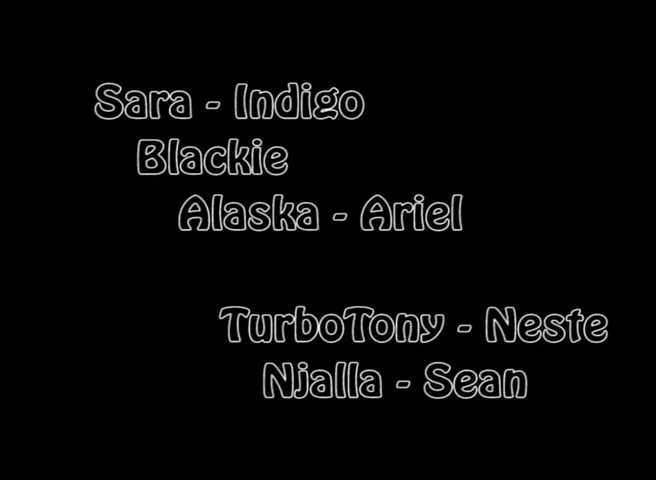 Sara - Indigo
Blackie
Alaska - Ariel
TurboTony - Neste
Njalla - Sean